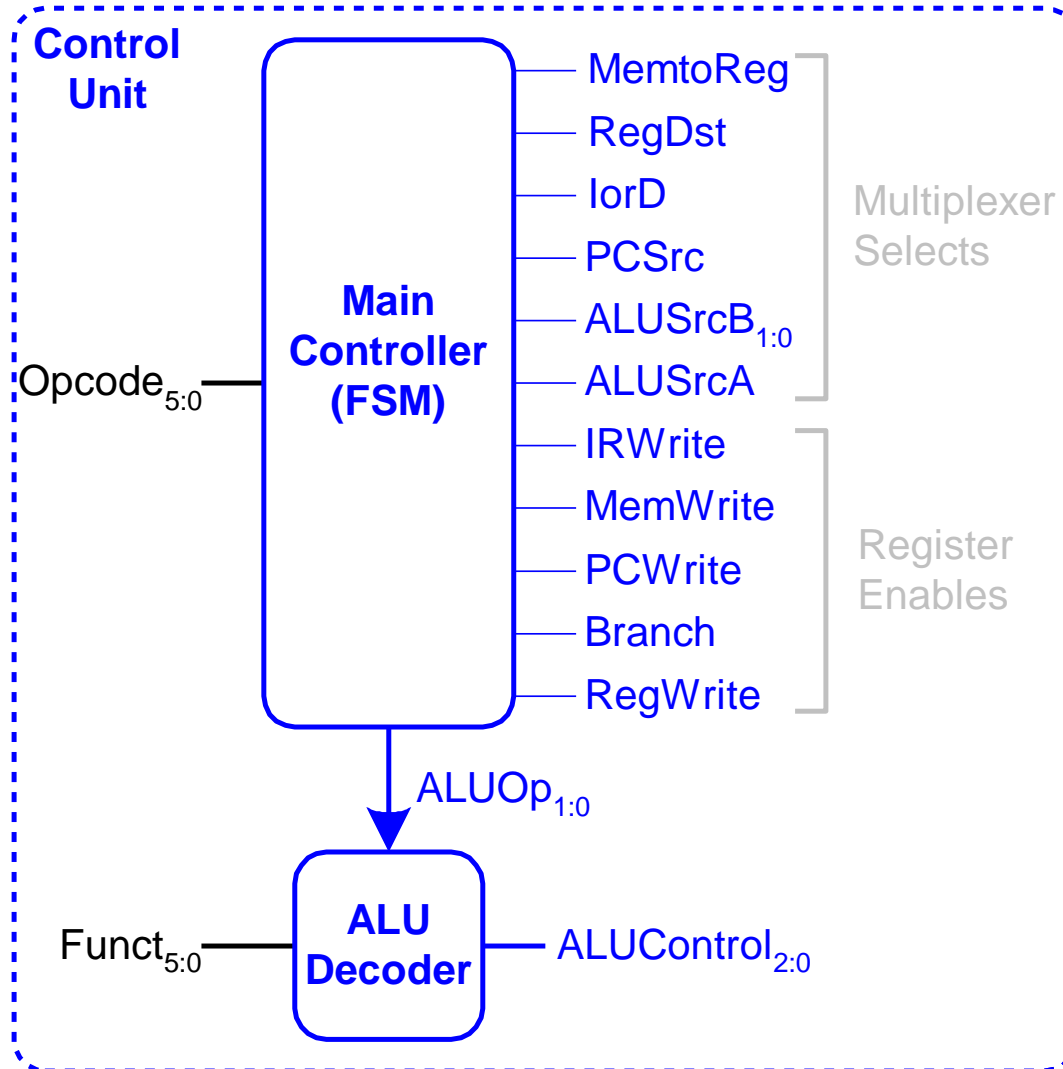 Control
Unit
Main
Controller
(FSM)
Opcode5:0
MemtoReg
RegDst
IorD
PCSrc
ALUSrcB1:0
ALUSrcA
Multiplexer
Selects
IRWrite
MemWrite
PCWrite
Branch
RegWrite
Register
Enables
ALUOp1:0
Funct5:0
ALU
Decoder
ALUControl2:0